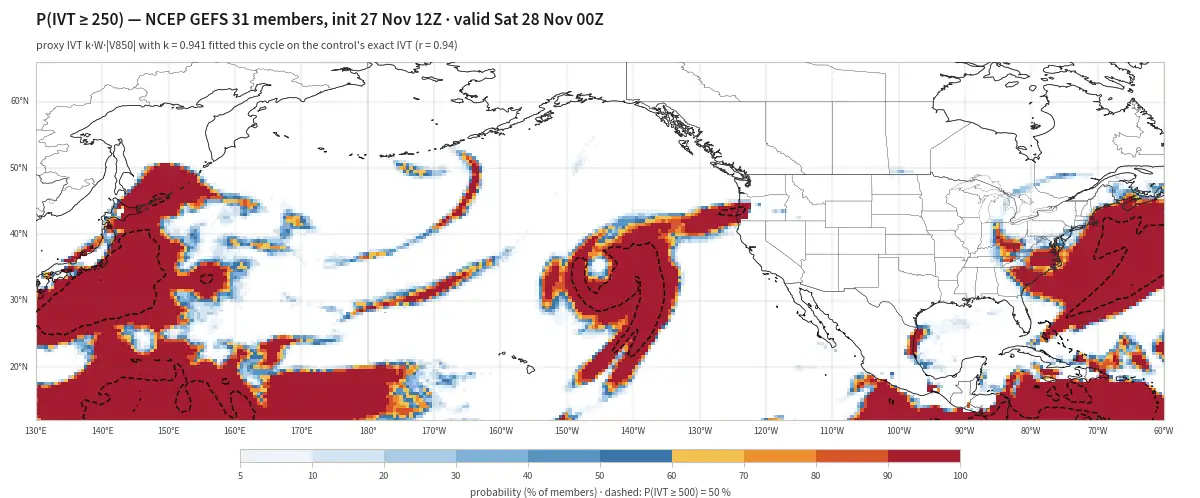 P(IVT ≥ 250) — NCEP GEFS 31 members, init 27 Nov 12Z · valid Sat 28 Nov 00Z
proxy IVT k·W·|V850| with k = 0.941 fitted this cycle on the control's exact IVT (r = 0.94)
60°N
50°N
40°N
30°N
20°N
130°E 140°E 150°E 160°E 180° 170°W 160°W 150°W 140°W 130°W 120°W 110°W 100°W 90°W 80°W 70°W 60°W
5 10 20 30 40 50 60 70 80 90 100
probability (% of members) · dashed: P(IVT ≥ 500) = 50 %